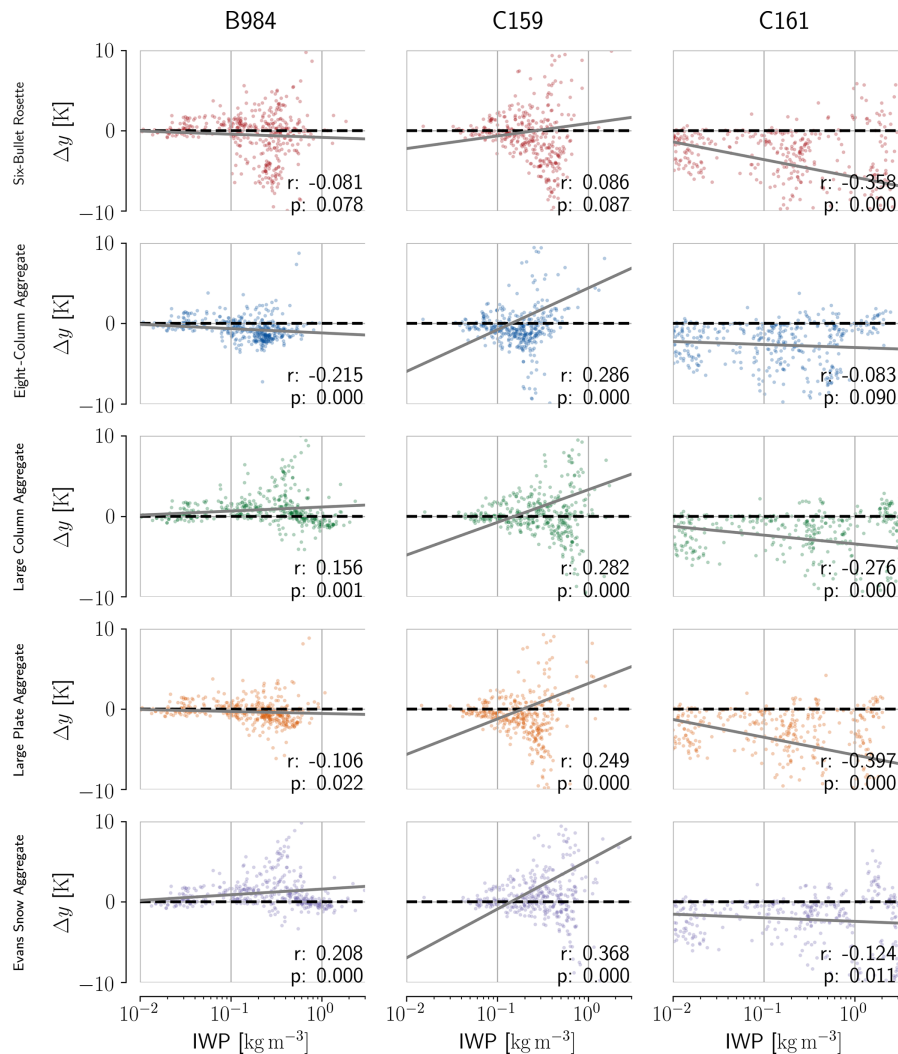 B984 C159 C161
10 Six-Bullet Rosette Δy [K] 0 −10
r: -0.081 r: 0.086 r: -0.358
p: 0.078 p: 0.087 p: 0.000
10 Eight-Column Aggregate Δy [K] 0 −10
r: -0.215 r: 0.286 r: -0.083
p: 0.000 p: 0.000 p: 0.090
10 Large Column Aggregate Δy [K] 0 −10
r: 0.156 r: 0.282 r: -0.276
p: 0.001 p: 0.000 p: 0.000
10 Large Plate Aggregate Δy [K] 0 −10
r: -0.106 r: 0.249 r: -0.397
p: 0.022 p: 0.000 p: 0.000
10 Evans Snow Aggregate Δy [K] 0 −10
r: 0.208 r: 0.368 r: -0.124
p: 0.000 p: 0.000 p: 0.011
10⁻² 10⁻¹ 10⁰ 10⁻² 10⁻¹ 10⁰ 10⁻² 10⁻¹ 10⁰
IWP [kg m⁻³] IWP [kg m⁻³] IWP [kg m⁻³]